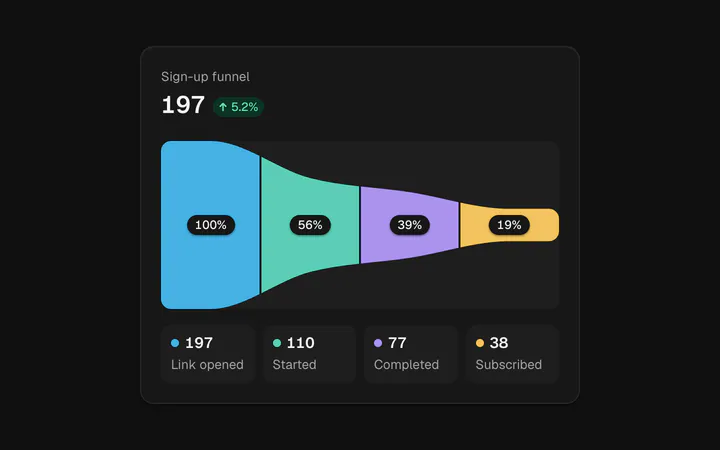 Sign-up funnel
197 ↑ 5.2%
100% 56% 39% 19%
197 110 77 38
Link opened Started Completed Subscribed